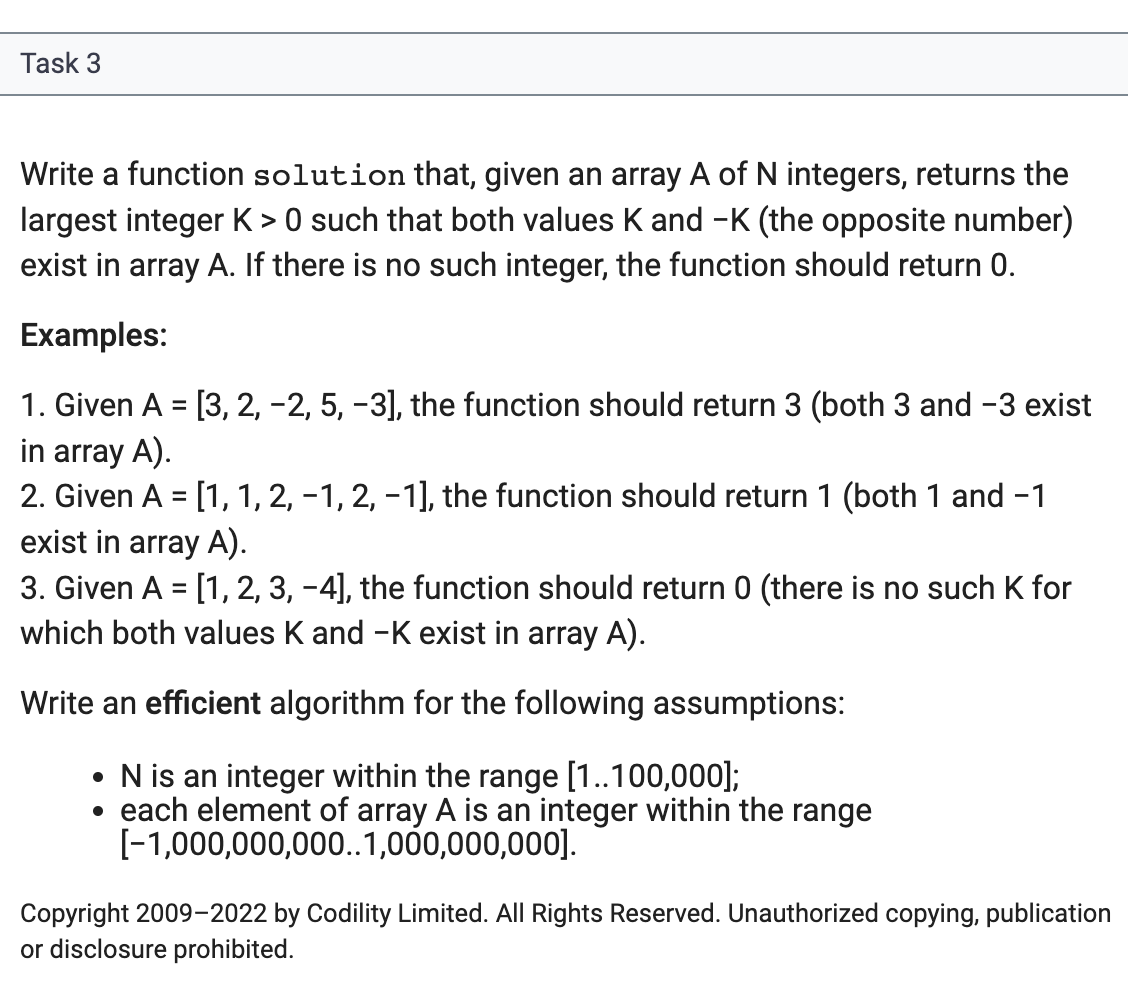 Task 3
Write a function solution that, given an array A of N integers, returns the
largest integer K > 0 such that both values K and −K (the opposite number)
exist in array A. If there is no such integer, the function should return 0.
Examples:
1. Given A = [3, 2, −2, 5, −3], the function should return 3 (both 3 and −3 exist
in array A).
2. Given A = [1, 1, 2, −1, 2, −1], the function should return 1 (both 1 and −1
exist in array A).
3. Given A = [1, 2, 3, −4], the function should return 0 (there is no such K for
which both values K and −K exist in array A).
Write an efficient algorithm for the following assumptions:
• N is an integer within the range [1..100,000];
• each element of array A is an integer within the range
[−1,000,000,000..1,000,000,000].
Copyright 2009–2022 by Codility Limited. All Rights Reserved. Unauthorized copying, publication
or disclosure prohibited.